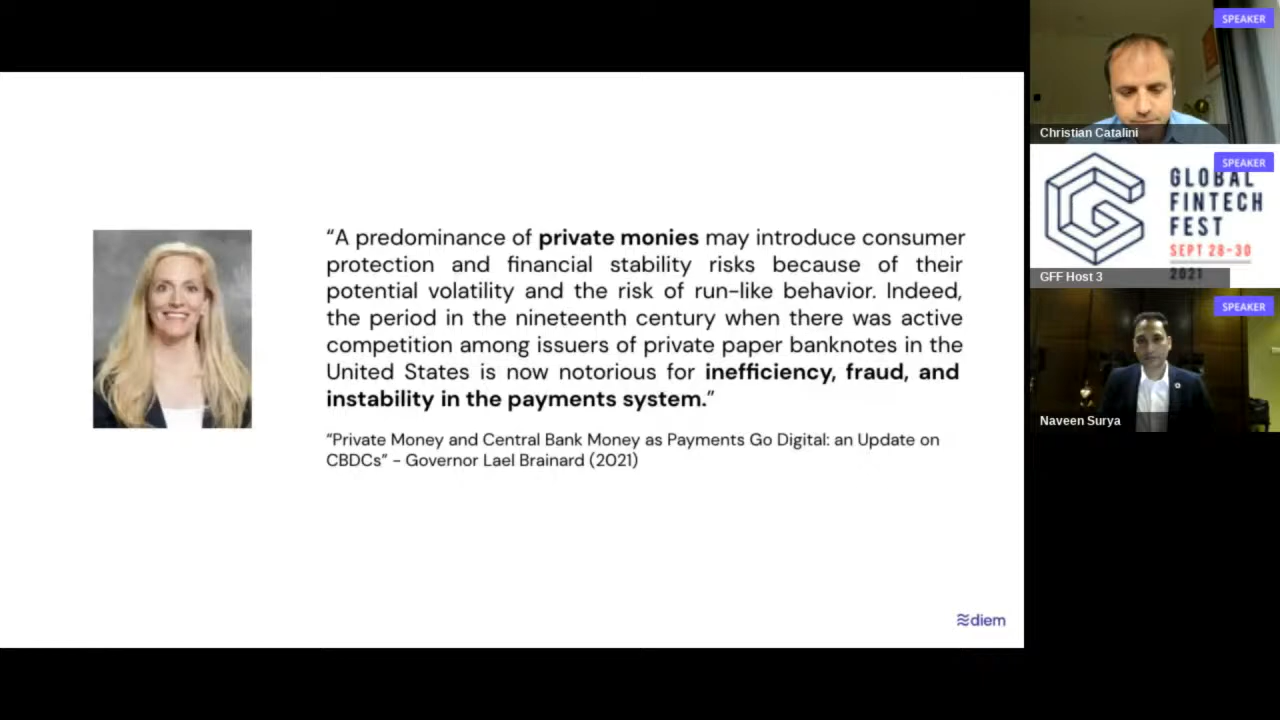 “A predominance of private monies may introduce consumer
protection and financial stability risks because of their
potential volatility and the risk of run-like behavior. Indeed,
the period in the nineteenth century when there was active
competition among issuers of private paper banknotes in the
United States is now notorious for inefficiency, fraud, and
instability in the payments system.”
“Private Money and Central Bank Money as Payments Go Digital: an Update on
CBDCs” – Governor Lael Brainard (2021)
diem
SPEAKER
Christian Catalini
SPEAKER
GLOBAL
FINTECH
FEST
SEPT 28-30
2021
GFF Host 3
SPEAKER
Naveen Surya